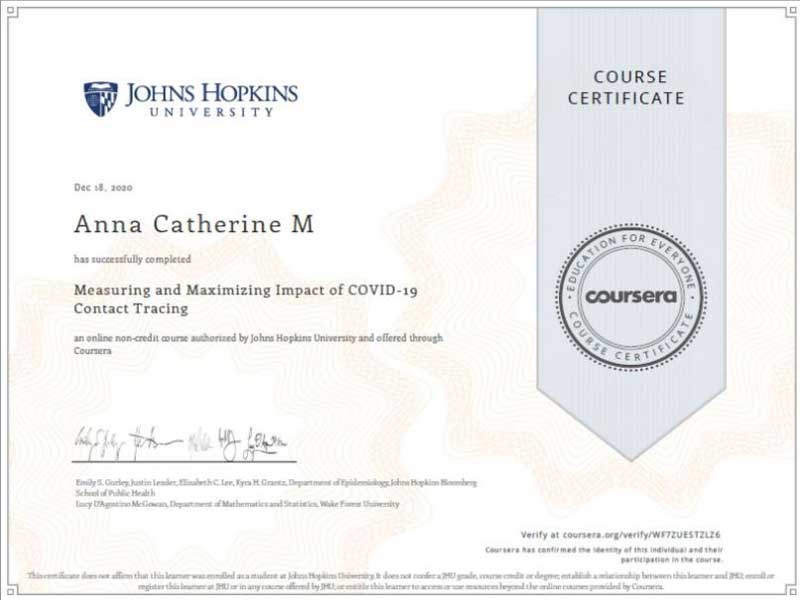 JOHNS HOPKINS
UNIVERSITY
COURSE
CERTIFICATE
Dec 18, 2020
Anna Catherine M
has successfully completed
Measuring and Maximizing Impact of COVID-19
Contact Tracing
an online non-credit course authorized by Johns Hopkins University and offered through
Coursera
EDUCATION FOR EVERYONE
coursera
COURSE CERTIFICATE
Emily S. Gurley, Justin Lessler, Elizabeth C. Lee, Kyra H. Grantz, Department of Epidemiology, Johns Hopkins Bloomberg
School of Public Health
Lucy D'Agostino McGowan, Department of Mathematics and Statistics, Wake Forest University
Verify at coursera.org/verify/WF7ZUESTZLZ6
Coursera has confirmed the identity of this individual and their
participation in the course.
This certificate does not affirm that this learner was enrolled as a student at Johns Hopkins University. It does not confer a JHU grade, course credit or degree, establish a relationship between this learner and JHU, enroll or
register this learner at JHU or in any course offered by JHU, or entitle this learner to access or use resources beyond the online courses provided by Coursera.